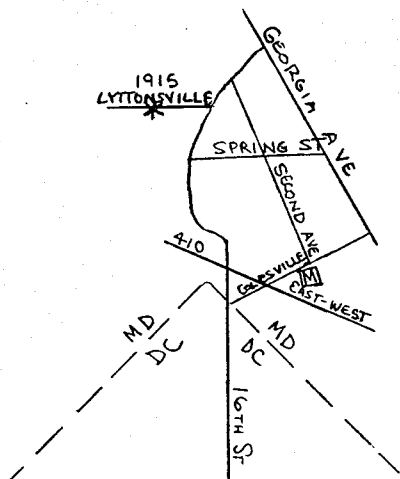 GEORGIA AVE
1915
LYTTONSVILLE
SPRING ST
SECOND AVE
410
COLESVILLE
M
EAST-WEST
MD
DC
MD
DC
16TH ST